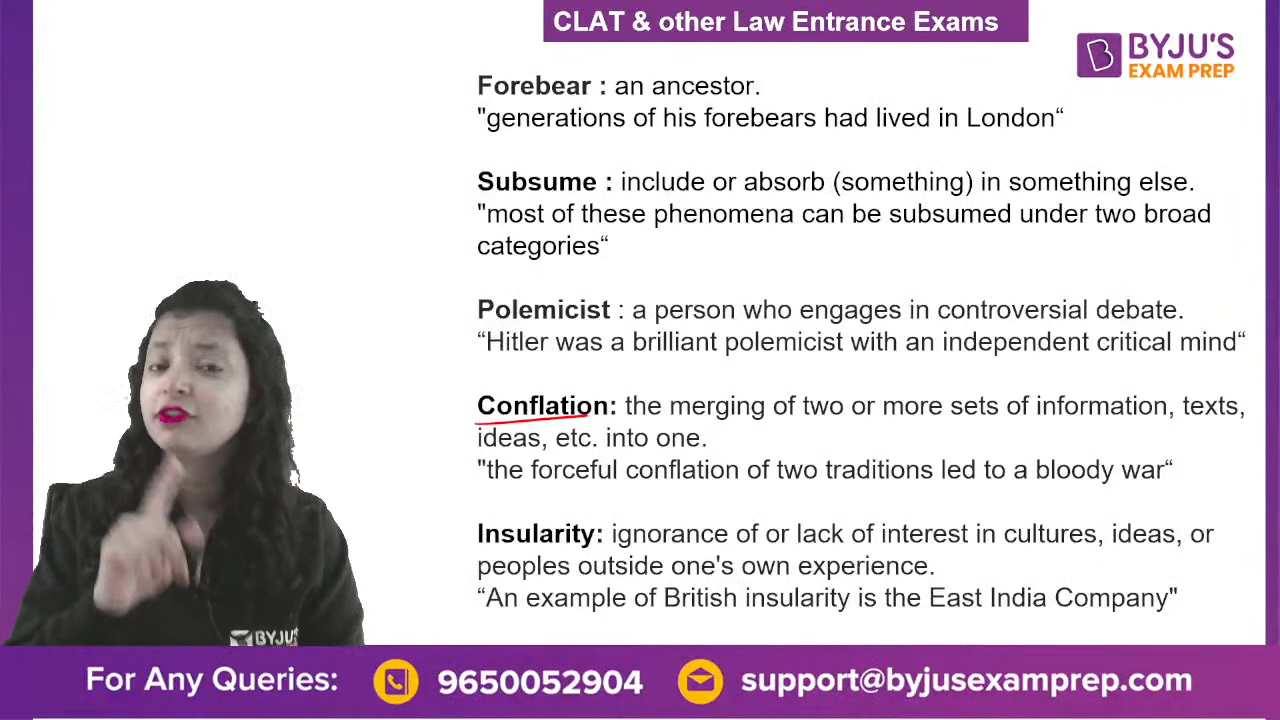 CLAT & other Law Entrance Exams
BYJU'S
EXAM PREP
Forebear : an ancestor.
"generations of his forebears had lived in London“
Subsume : include or absorb (something) in something else.
"most of these phenomena can be subsumed under two broad
categories“
Polemicist : a person who engages in controversial debate.
“Hitler was a brilliant polemicist with an independent critical mind“
Conflation: the merging of two or more sets of information, texts,
ideas, etc. into one.
"the forceful conflation of two traditions led to a bloody war“
Insularity: ignorance of or lack of interest in cultures, ideas, or
peoples outside one's own experience.
“An example of British insularity is the East India Company"
BYJU'S
For Any Queries: 9650052904 support@byjusexamprep.com